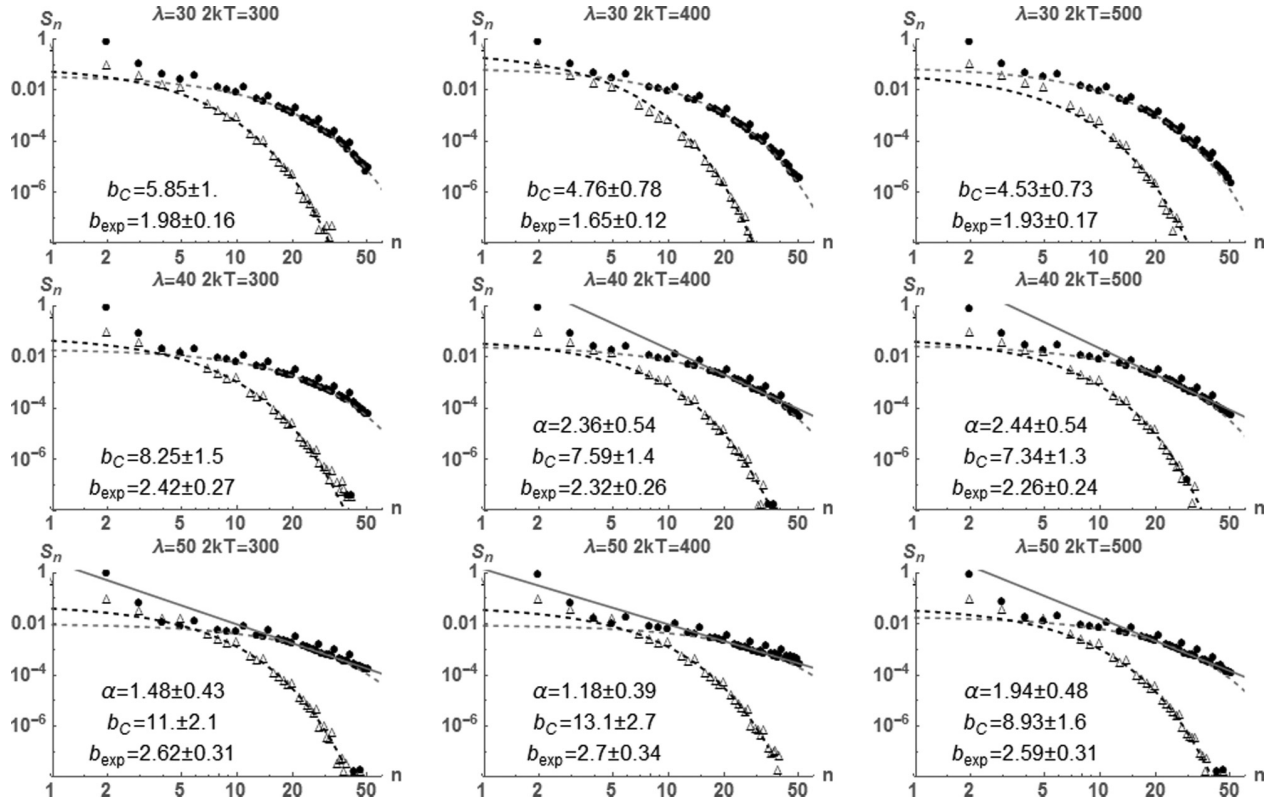 λ=30 2kT=300
S_n
1
0.01
10⁻⁴
10⁻⁶
b_C=5.85±1.
b_exp=1.98±0.16
1 2 5 10 20 50
n
λ=30 2kT=400
S_n
1
0.01
10⁻⁴
10⁻⁶
b_C=4.76±0.78
b_exp=1.65±0.12
1 2 5 10 20 50
n
λ=30 2kT=500
S_n
1
0.01
10⁻⁴
10⁻⁶
b_C=4.53±0.73
b_exp=1.93±0.17
1 2 5 10 20 50
n
λ=40 2kT=300
S_n
1
0.01
10⁻⁴
10⁻⁶
b_C=8.25±1.5
b_exp=2.42±0.27
1 2 5 10 20 50
n
λ=40 2kT=400
S_n
1
0.01
10⁻⁴
10⁻⁶
α=2.36±0.54
b_C=7.59±1.4
b_exp=2.32±0.26
1 2 5 10 20 50
n
λ=40 2kT=500
S_n
1
0.01
10⁻⁴
10⁻⁶
α=2.44±0.54
b_C=7.34±1.3
b_exp=2.26±0.24
1 2 5 10 20 50
n
λ=50 2kT=300
S_n
1
0.01
10⁻⁴
10⁻⁶
α=1.48±0.43
b_C=11.±2.1
b_exp=2.62±0.31
1 2 5 10 20 50
n
λ=50 2kT=400
S_n
1
0.01
10⁻⁴
10⁻⁶
α=1.18±0.39
b_C=13.1±2.7
b_exp=2.7±0.34
1 2 5 10 20 50
n
λ=50 2kT=500
S_n
1
0.01
10⁻⁴
10⁻⁶
α=1.94±0.48
b_C=8.93±1.6
b_exp=2.59±0.31
1 2 5 10 20 50
n